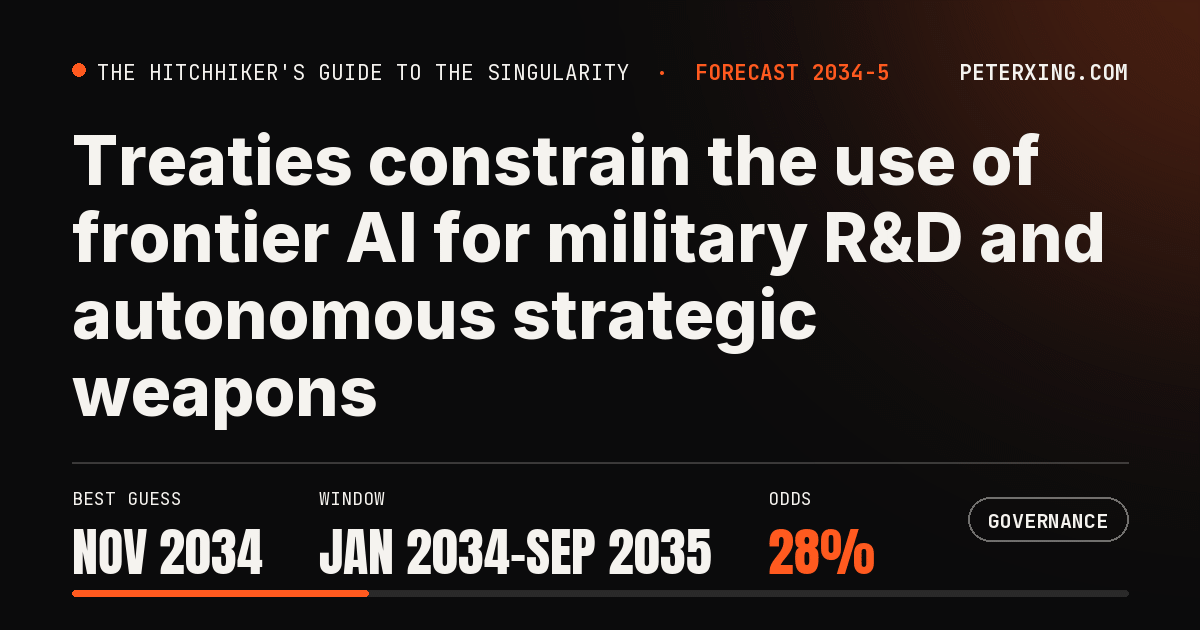 THE HITCHHIKER'S GUIDE TO THE SINGULARITY · FORECAST 2034-5 PETERXING.COM
Treaties constrain the use of
frontier AI for military R&D and
autonomous strategic
weapons
BEST GUESS WINDOW ODDS
NOV 2034 JAN 2034-SEP 2035 28% GOVERNANCE